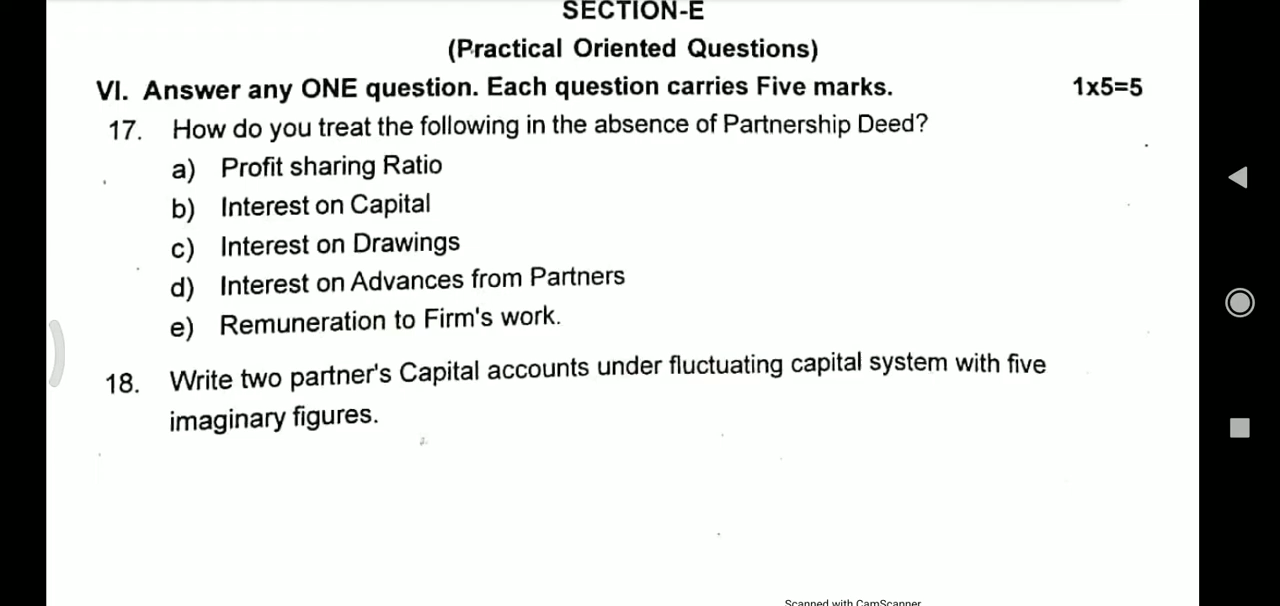 SECTION-E
(Practical Oriented Questions)
VI. Answer any ONE question. Each question carries Five marks. 1x5=5
17. How do you treat the following in the absence of Partnership Deed?
a) Profit sharing Ratio
b) Interest on Capital
c) Interest on Drawings
d) Interest on Advances from Partners
e) Remuneration to Firm's work.
18. Write two partner's Capital accounts under fluctuating capital system with five
imaginary figures.
Scanned with CamScanner